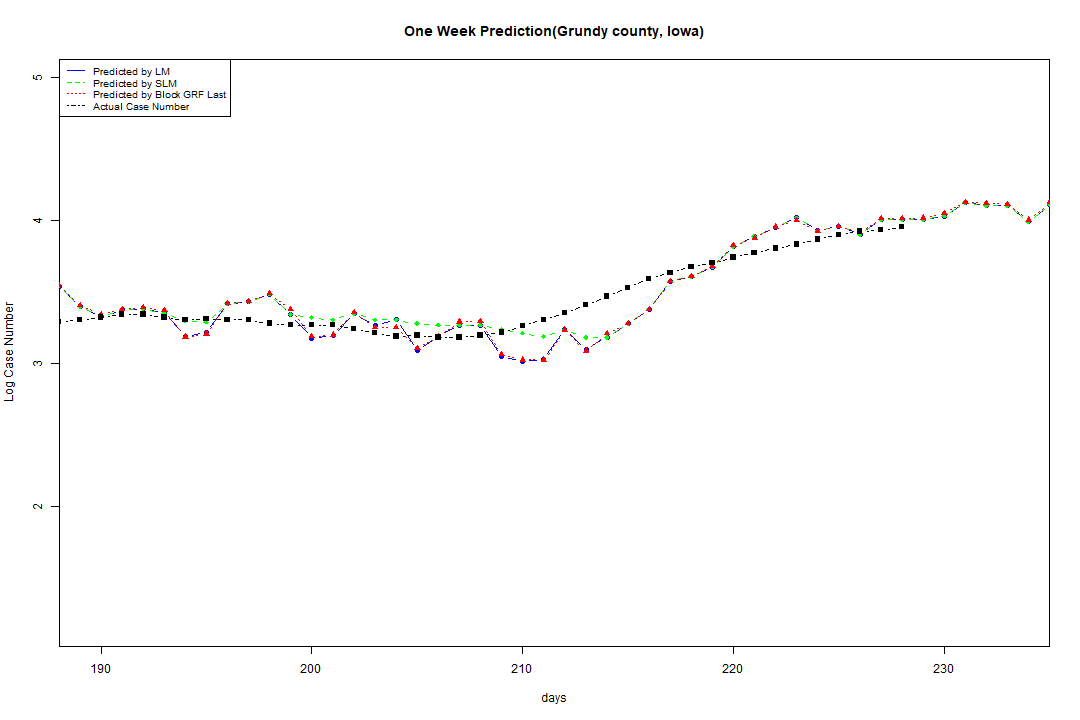 One Week Prediction(Grundy county, Iowa)
Predicted by LM
Predicted by SLM
Predicted by Block GRF Last
Actual Case Number
5
4
3
2
Log Case Number
190 200 210 220 230
days